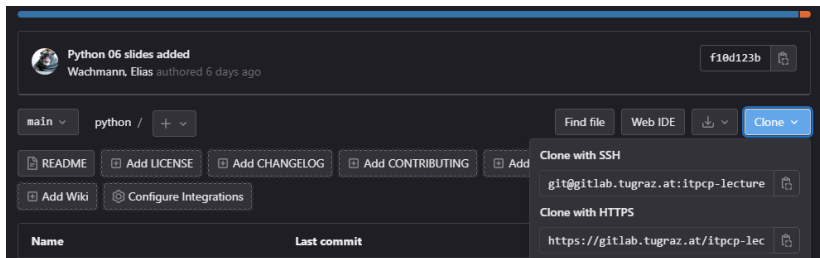 Python 06 slides added
Wachmann, Elias authored 6 days ago
f10d123b
main
python / +
Find file
Web IDE
Clone
README
Add LICENSE
Add CHANGELOG
Add CONTRIBUTING
Add
Clone with SSH
git@gitlab.tugraz.at:itpcp-lecture
Add Wiki
Configure Integrations
Clone with HTTPS
https://gitlab.tugraz.at/itpcp-lec
Name
Last commit